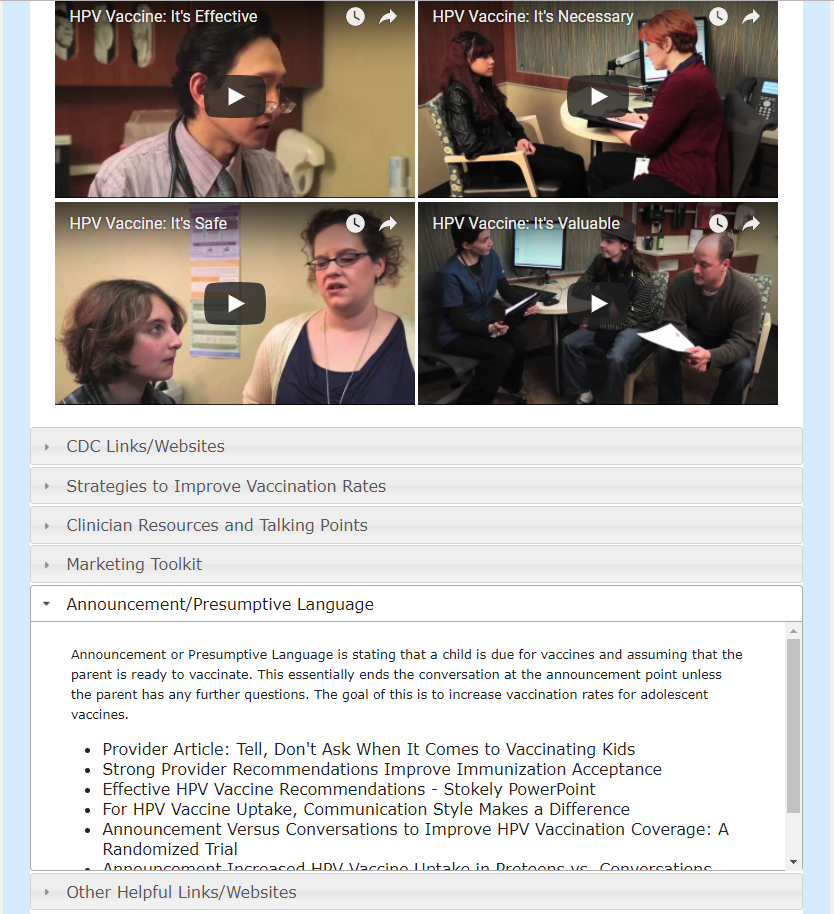 HPV Vaccine: It's Effective
HPV Vaccine: It's Necessary
HPV Vaccine: It's Safe
HPV Vaccine: It's Valuable
CDC Links/Websites
Strategies to Improve Vaccination Rates
Clinician Resources and Talking Points
Marketing Toolkit
Announcement/Presumptive Language
Announcement or Presumptive Language is stating that a child is due for vaccines and assuming that the
parent is ready to vaccinate. This essentially ends the conversation at the announcement point unless
the parent has any further questions. The goal of this is to increase vaccination rates for adolescent
vaccines.
• Provider Article: Tell, Don't Ask When It Comes to Vaccinating Kids
• Strong Provider Recommendations Improve Immunization Acceptance
• Effective HPV Vaccine Recommendations - Stokely PowerPoint
• For HPV Vaccine Uptake, Communication Style Makes a Difference
• Announcement Versus Conversations to Improve HPV Vaccination Coverage: A
Randomized Trial
• Announcement Increased HPV Vaccine Uptake in Preteens vs. Conversations
Other Helpful Links/Websites